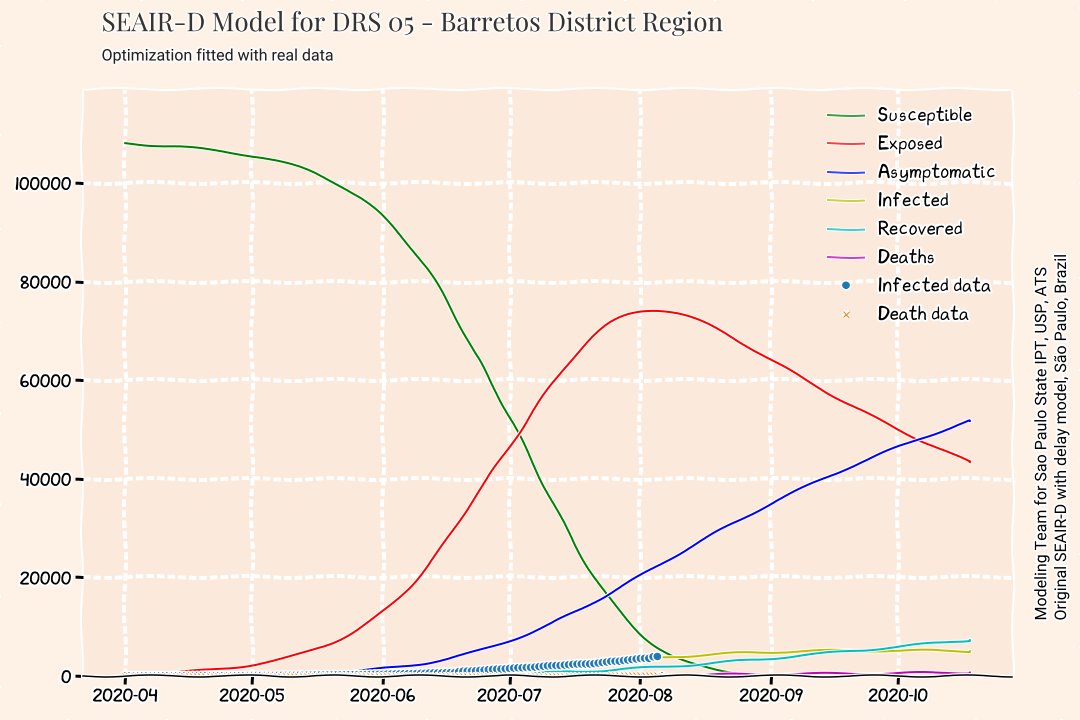 SEAIR-D Model for DRS 05 - Barretos District Region
Optimization fitted with real data
Susceptible
Exposed
Asymptomatic
Infected
Recovered
Deaths
Infected data
Death data
100000
80000
60000
40000
20000
0
2020-04
2020-05
2020-06
2020-07
2020-08
2020-09
2020-10
Modeling Team for Sao Paulo State IPT, USP, ATS
Original SEAIR-D with delay model, São Paulo, Brazil